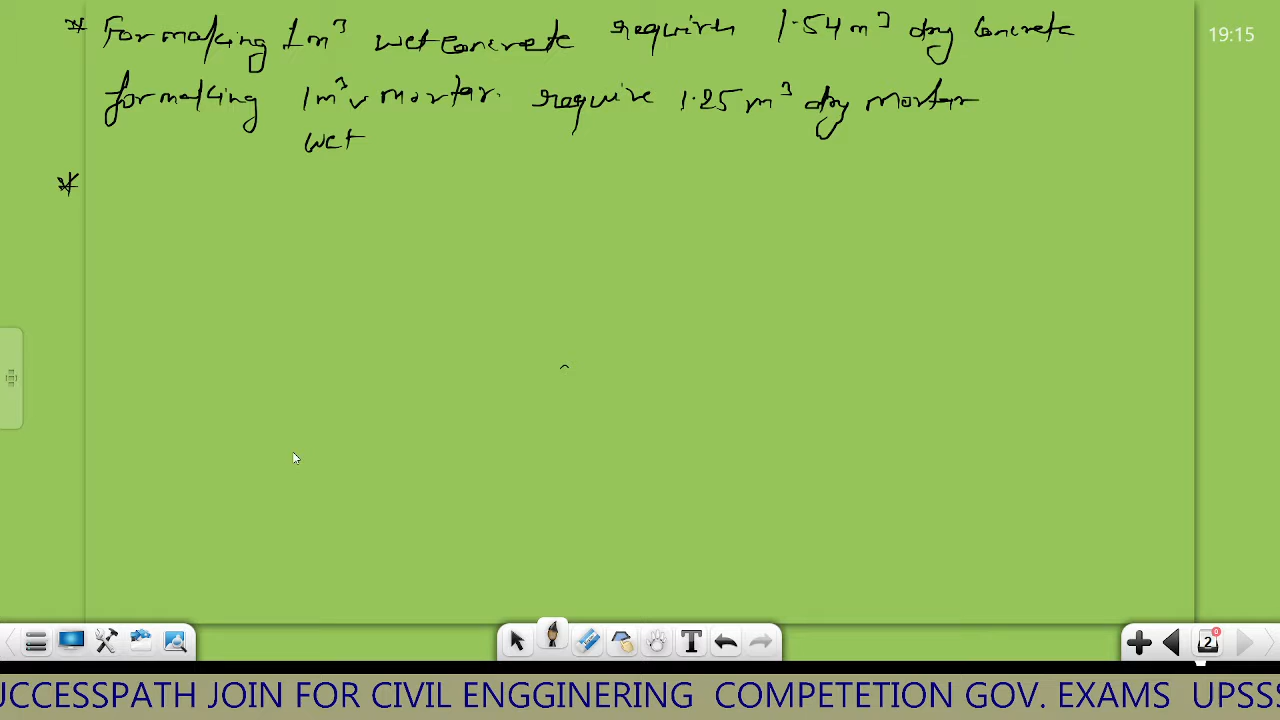 * For making 1m³ wet concrete requires 1.54 m³ dry concrete
19:15
for making 1m³ v mortar. require 1.25 m³ dry mortar
wet
*
T
2
UCCESSPATH JOIN FOR CIVIL ENGGINERING COMPETETION GOV. EXAMS UPSSS